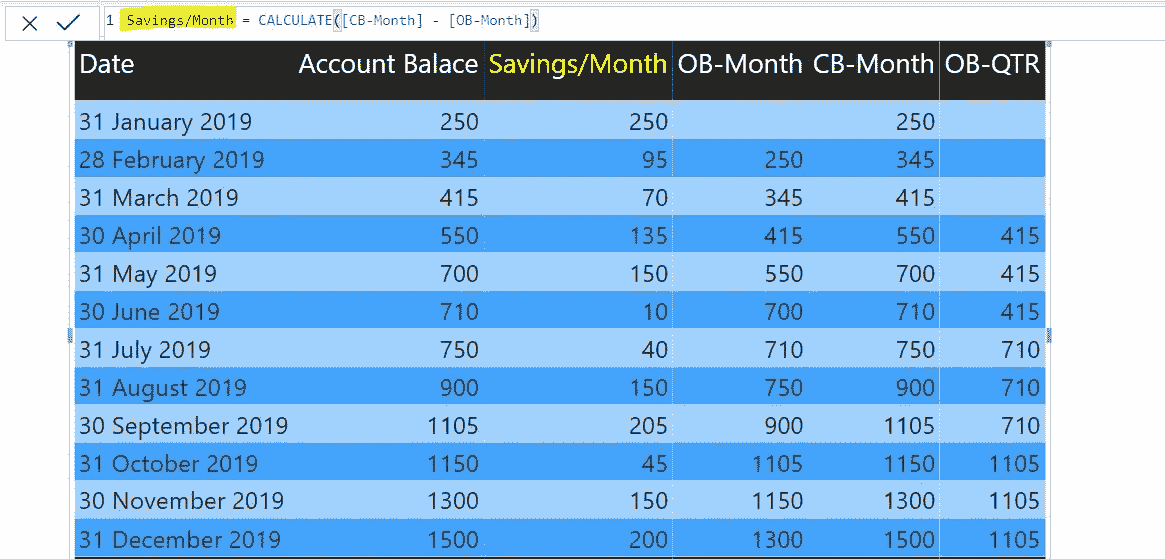 1 Savings/Month = CALCULATE([CB-Month] - [OB-Month])
Date Account Balace Savings/Month OB-Month CB-Month OB-QTR
31 January 2019 250 250 250
28 February 2019 345 95 250 345
31 March 2019 415 70 345 415
30 April 2019 550 135 415 550 415
31 May 2019 700 150 550 700 415
30 June 2019 710 10 700 710 415
31 July 2019 750 40 710 750 710
31 August 2019 900 150 750 900 710
30 September 2019 1105 205 900 1105 710
31 October 2019 1150 45 1105 1150 1105
30 November 2019 1300 150 1150 1300 1105
31 December 2019 1500 200 1300 1500 1105